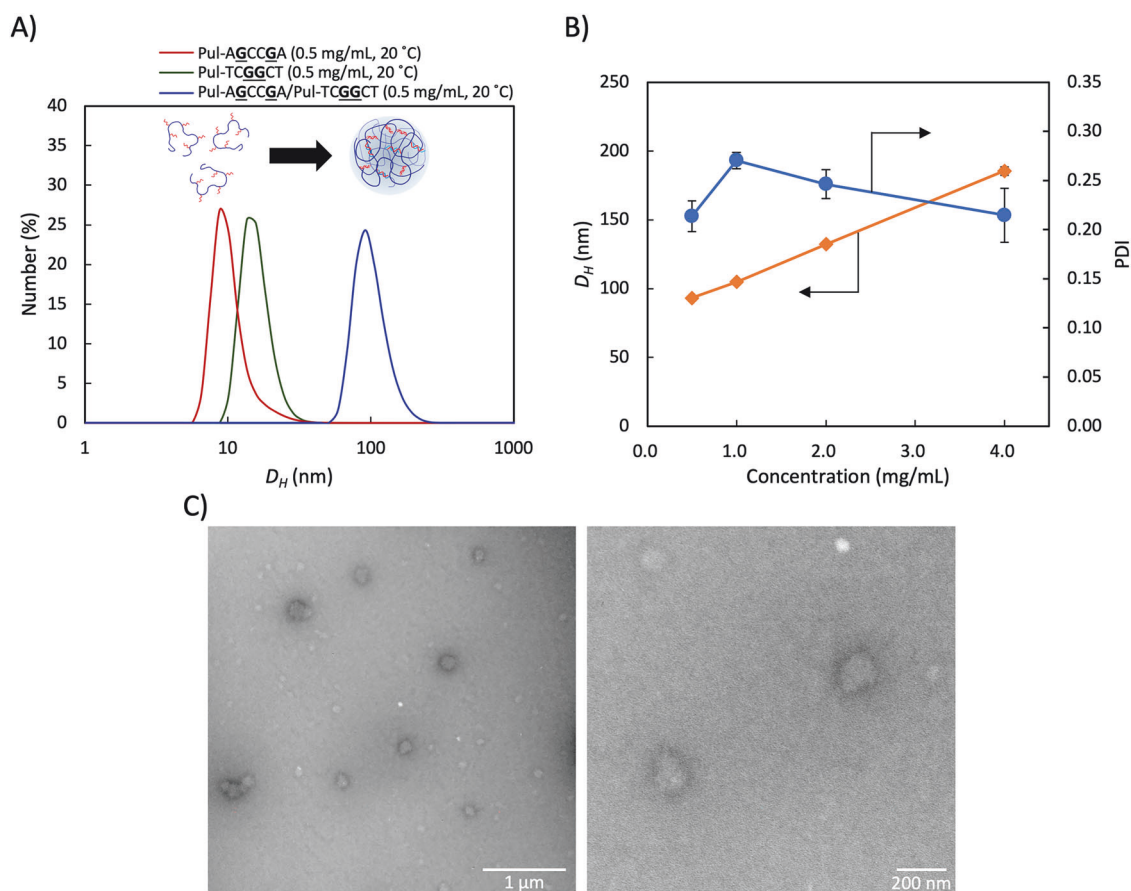 A)
Pul-AGCCGA (0.5 mg/mL, 20 ˚C)
Pul-TCGGCT (0.5 mg/mL, 20 ˚C)
Pul-AGCCGA/Pul-TCGGCT (0.5 mg/mL, 20 ˚C)
40
35
30
25
20
15
10
5
0
Number (%)
1 10 100 1000
D_H (nm)
B)
250
200
150
100
50
0
D_H (nm)
0.35
0.30
0.25
0.20
0.15
0.10
0.05
0.00
PDI
0.0 1.0 2.0 3.0 4.0
Concentration (mg/mL)
C)
1 μm
200 nm